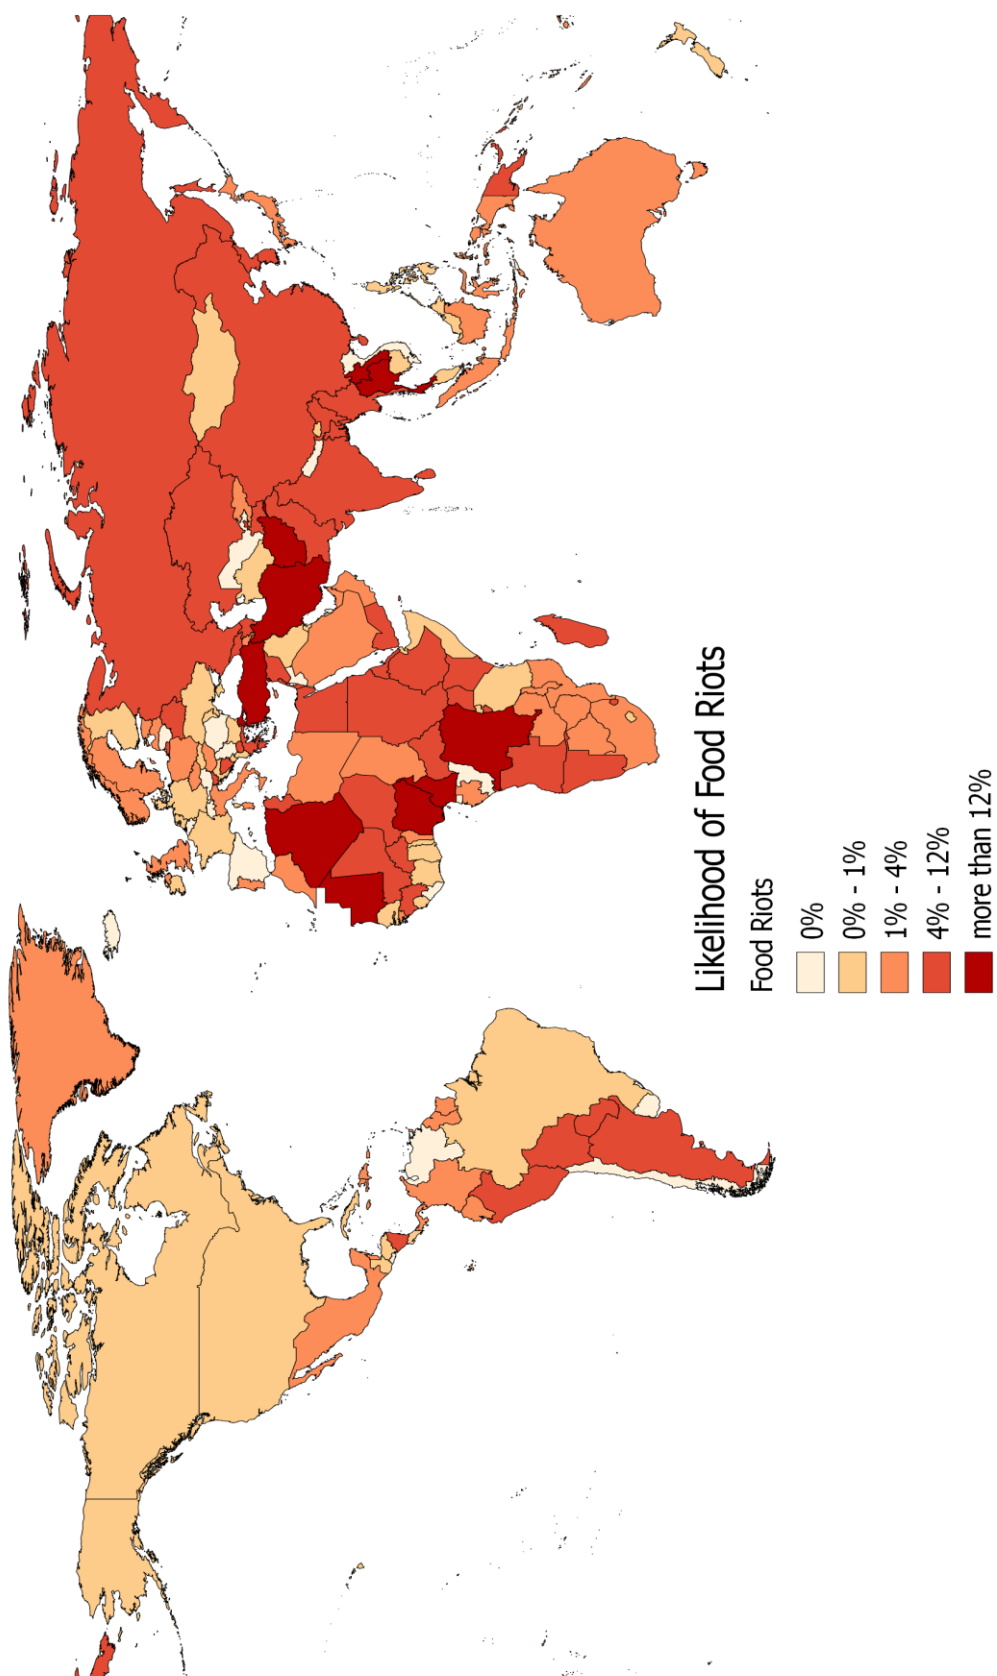 Likelihood of Food Riots
Food Riots
0%
0% - 1%
1% - 4%
4% - 12%
more than 12%